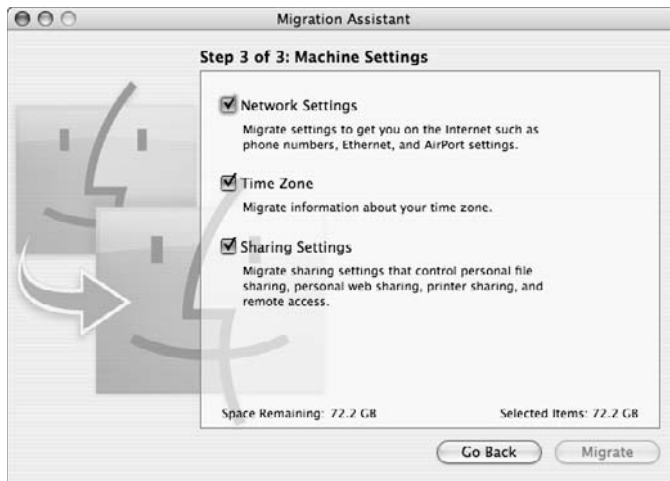 Migration Assistant
Step 3 of 3: Machine Settings
Network Settings
Migrate settings to get you on the Internet such as
phone numbers, Ethernet, and AirPort settings.
Time Zone
Migrate information about your time zone.
Sharing Settings
Migrate sharing settings that control personal file
sharing, personal web sharing, printer sharing, and
remote access.
Space Remaining: 72.2 GB Selected Items: 72.2 GB
Go Back Migrate